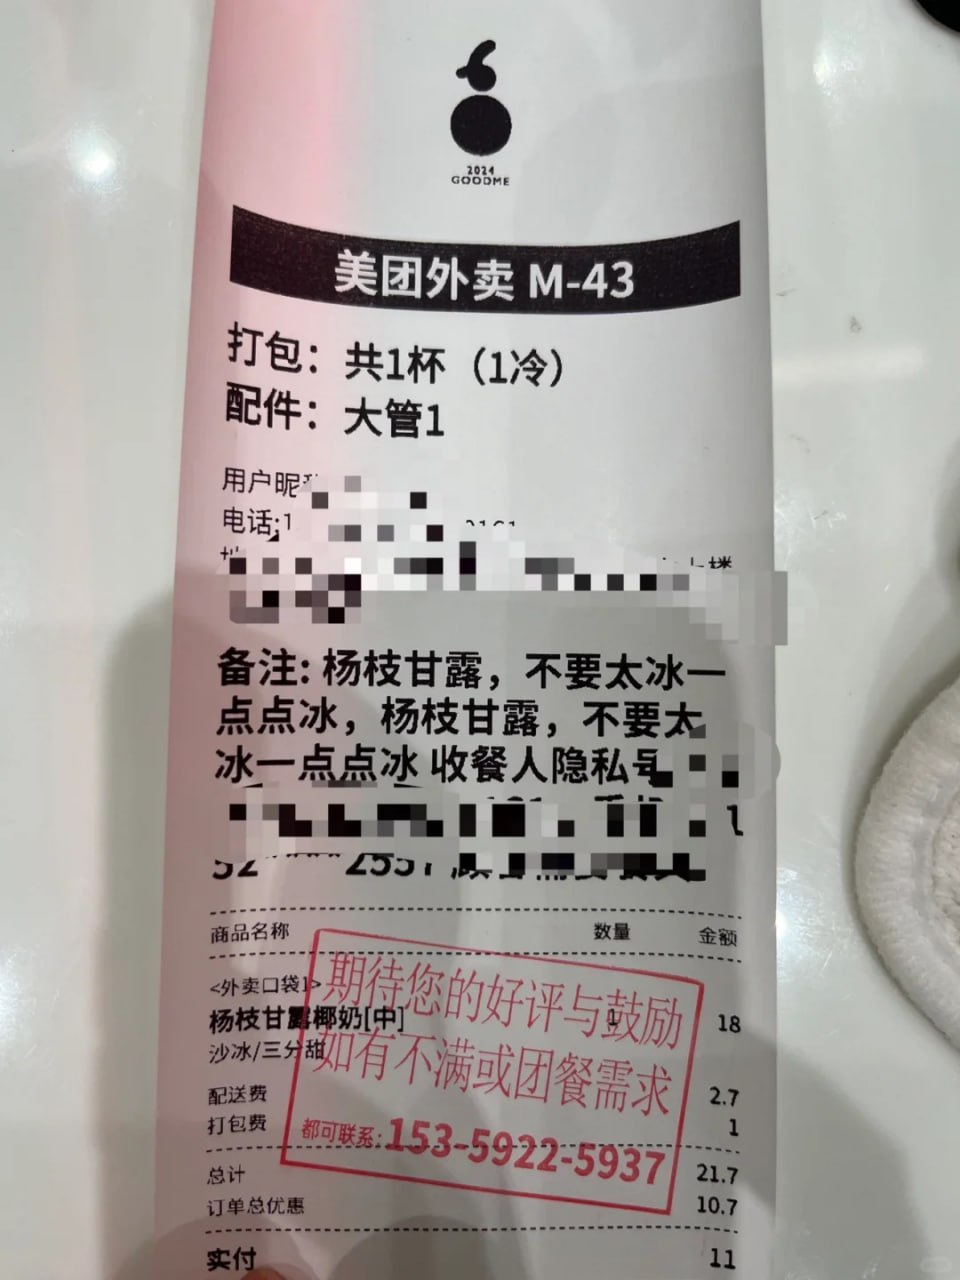 2024
GOODME
美团外卖 M-43
打包：共1杯（1冷）
配件：大管1
用户昵
电话:1
备注: 杨枝甘露，不要太冰一
点点冰，杨枝甘露，不要太
冰一点点冰 收餐人隐私号
商品名称 数量 金额
<外卖口袋1>
杨枝甘露椰奶[中] 1 18
沙冰/三分甜
配送费 2.7
打包费 1
总计 21.7
订单总优惠 10.7
实付 11
期待您的好评与鼓励
如有不满或团餐需求
都可联系: 153-5922-5937